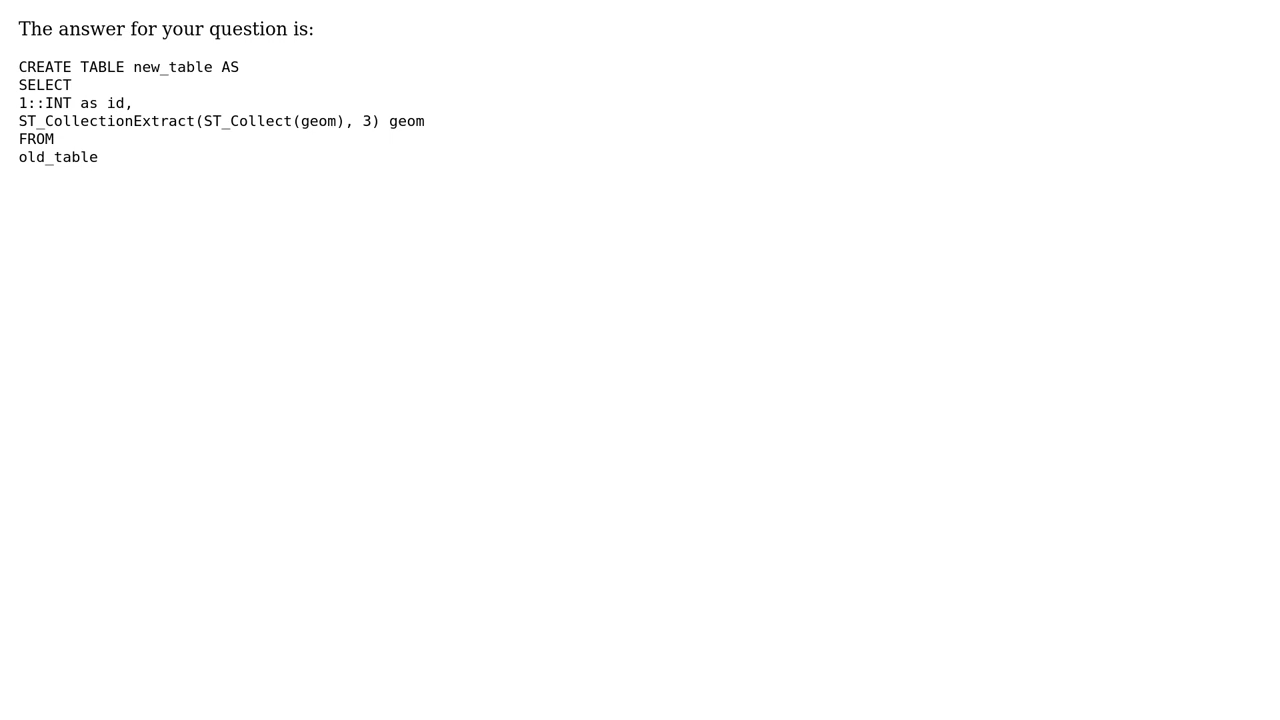 The answer for your question is:
CREATE TABLE new_table AS
SELECT
1::INT as id,
ST_CollectionExtract(ST_Collect(geom), 3) geom
FROM
old_table